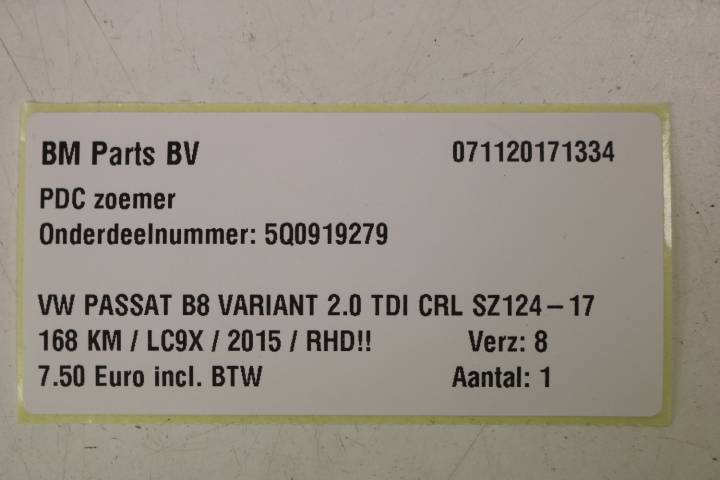 BM Parts BV 071120171334
PDC zoemer
Onderdeelnummer: 5Q0919279
VW PASSAT B8 VARIANT 2.0 TDI CRL SZ124-17
168 KM / LC9X / 2015 / RHD!! Verz: 8
7.50 Euro incl. BTW Aantal: 1